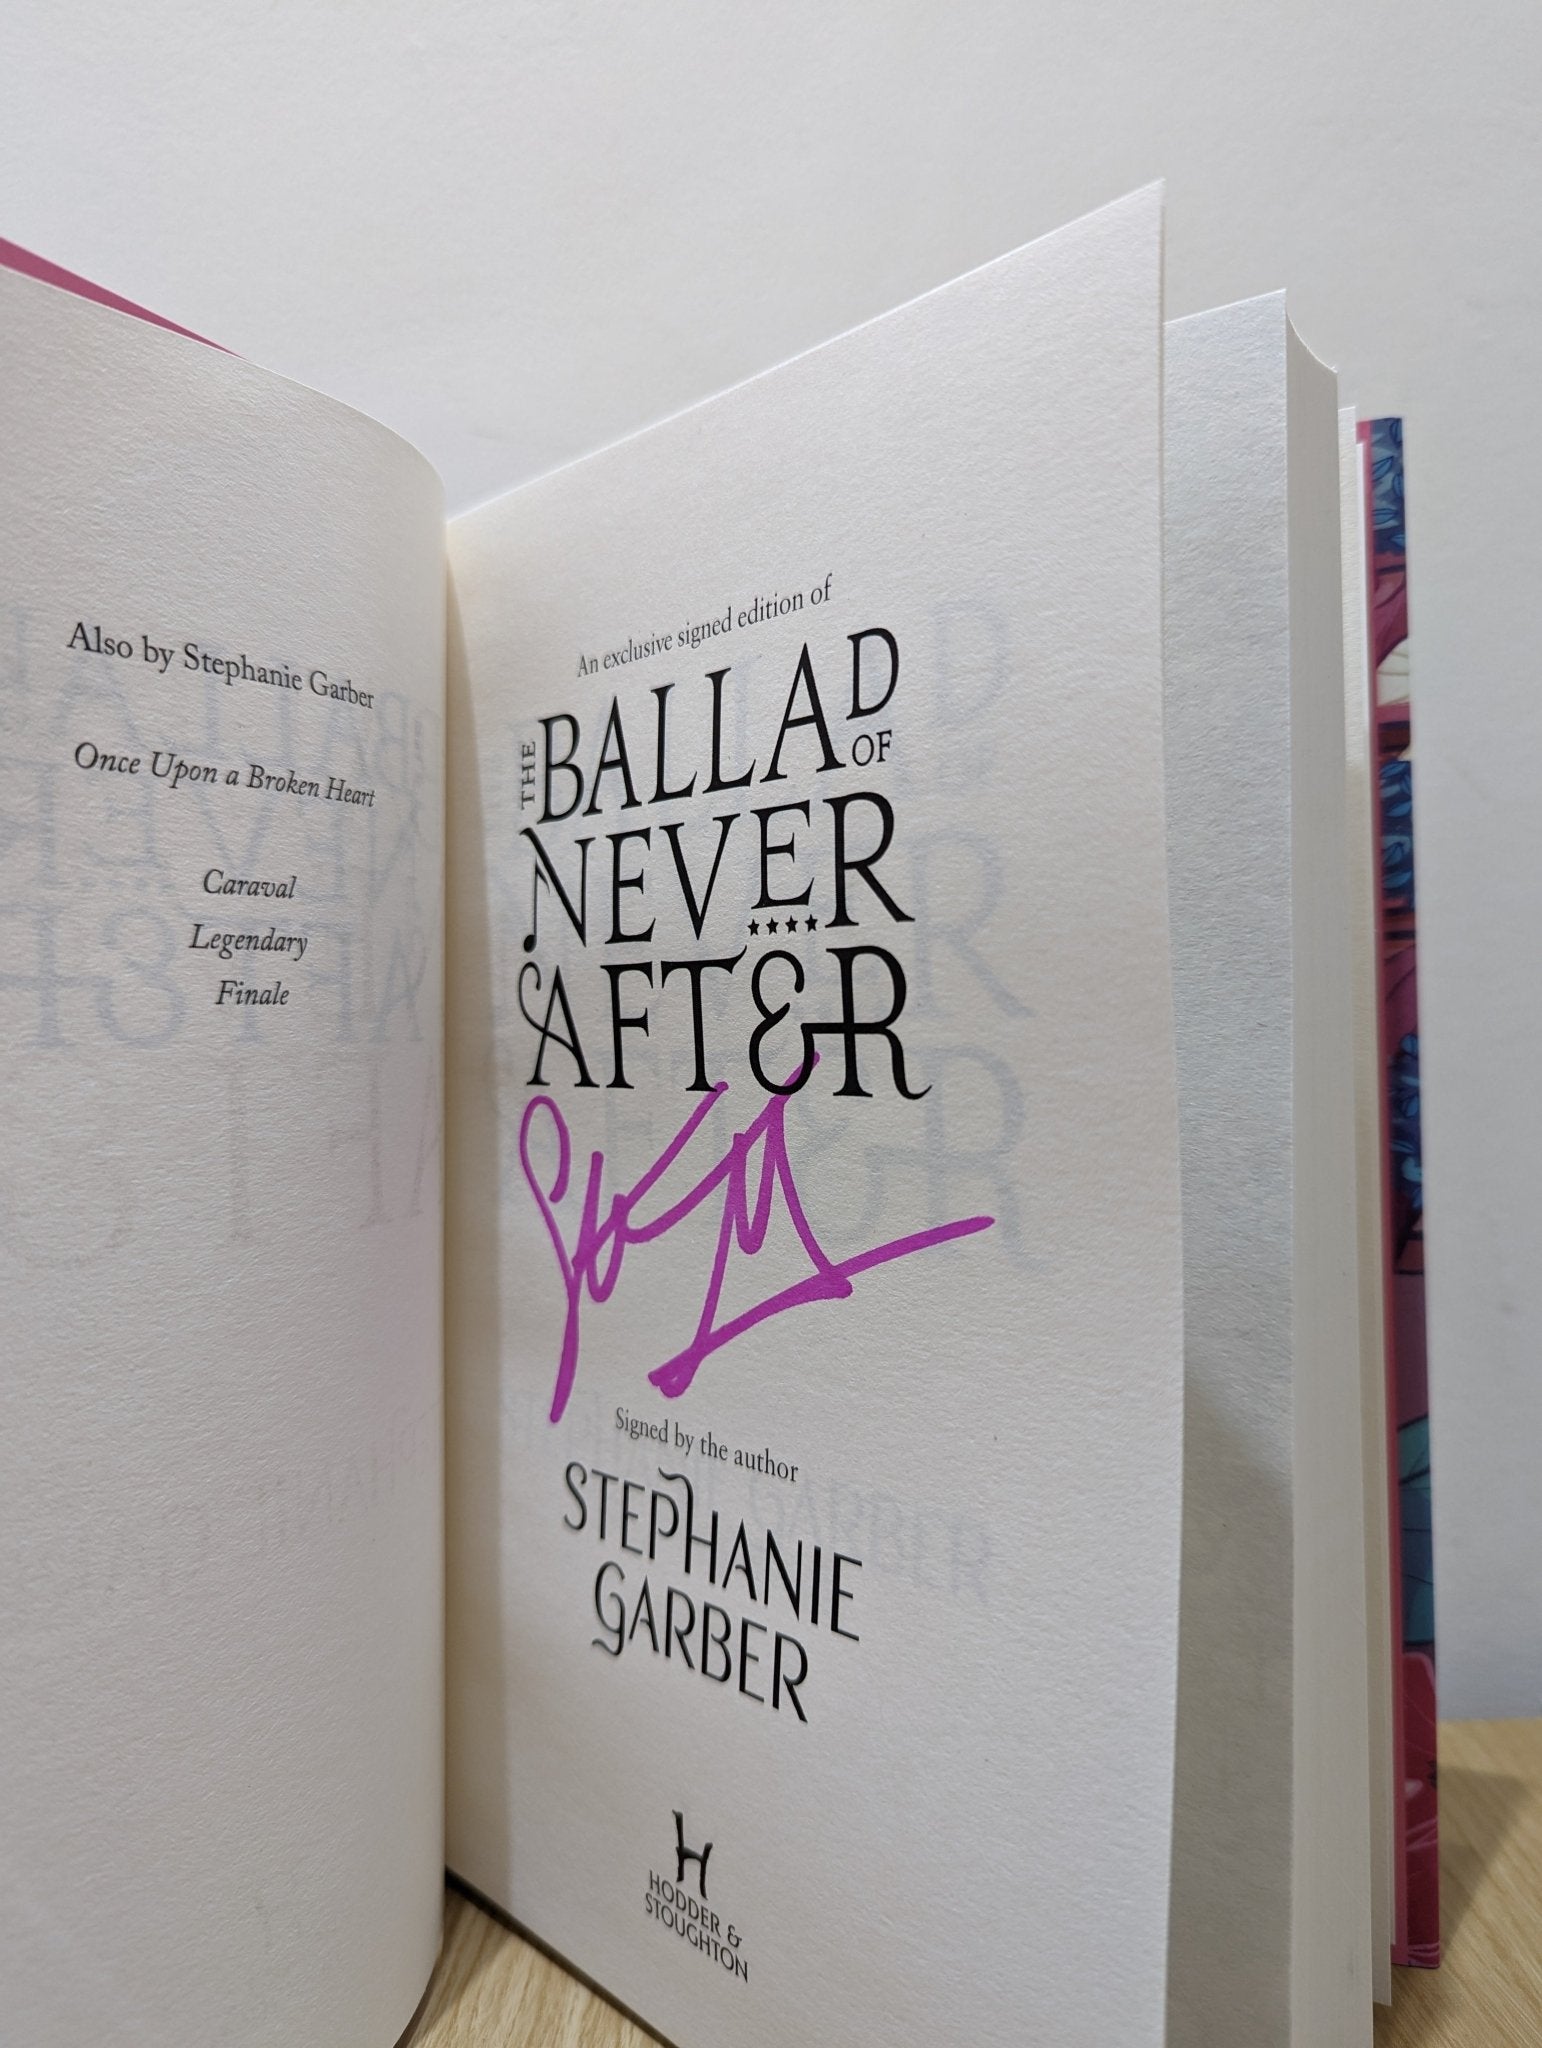 Also by Stephanie Garber
Once Upon a Broken Heart
Caraval
Legendary
Finale
An exclusive signed edition of
THE BALLAD OF
NEVER
AFTER
Signed by the author
STEPHANIE
GARBER
H
HODDER &
STOUGHTON